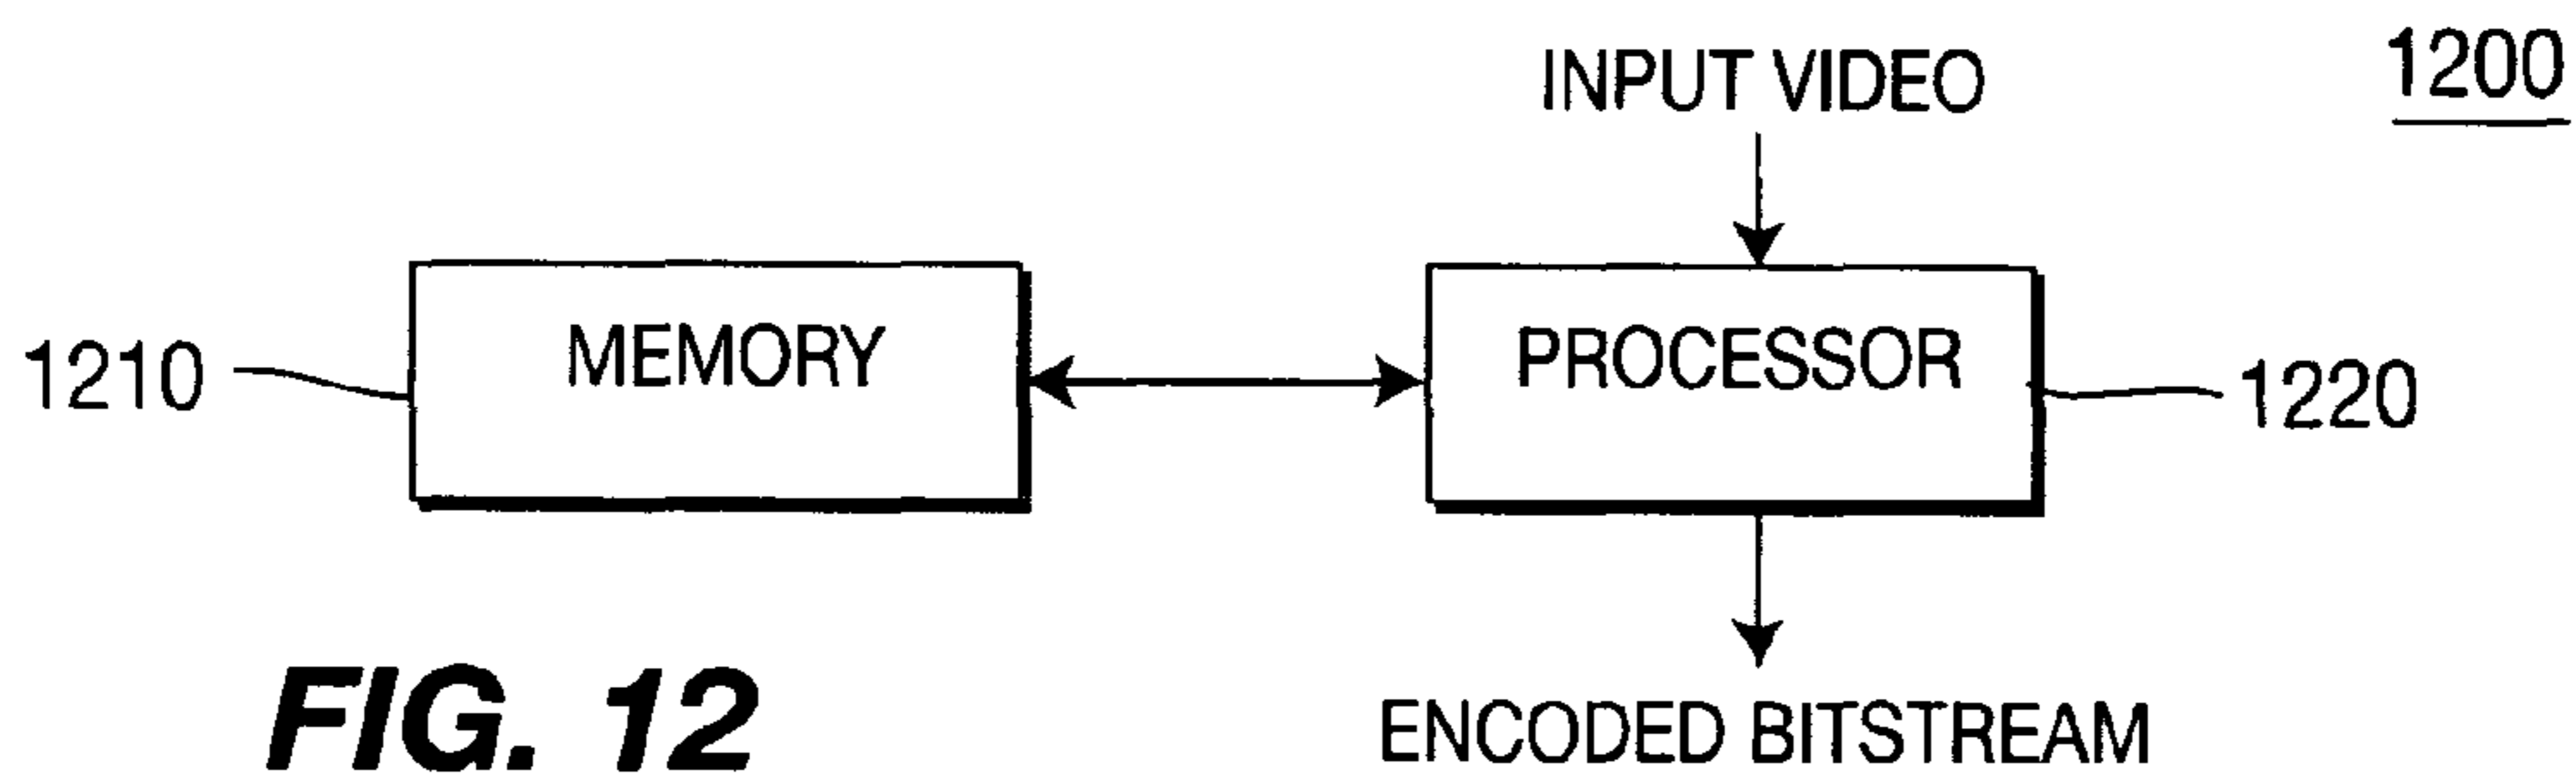 1200
INPUT VIDEO
MEMORY
PROCESSOR
1210
1220
ENCODED BITSTREAM
FIG. 12